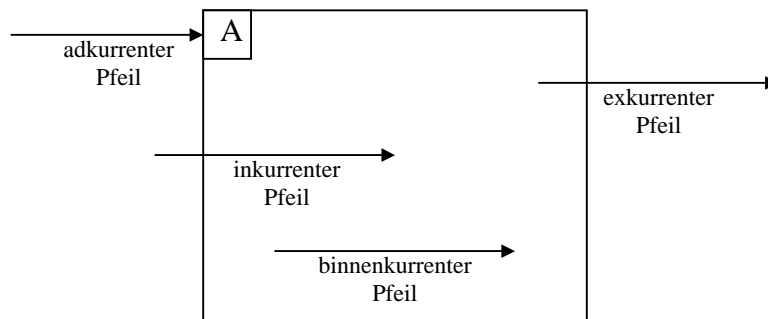 A
adkurrenter
Pfeil
exkurrenter
Pfeil
inkurrenter
Pfeil
binnenkurrenter
Pfeil